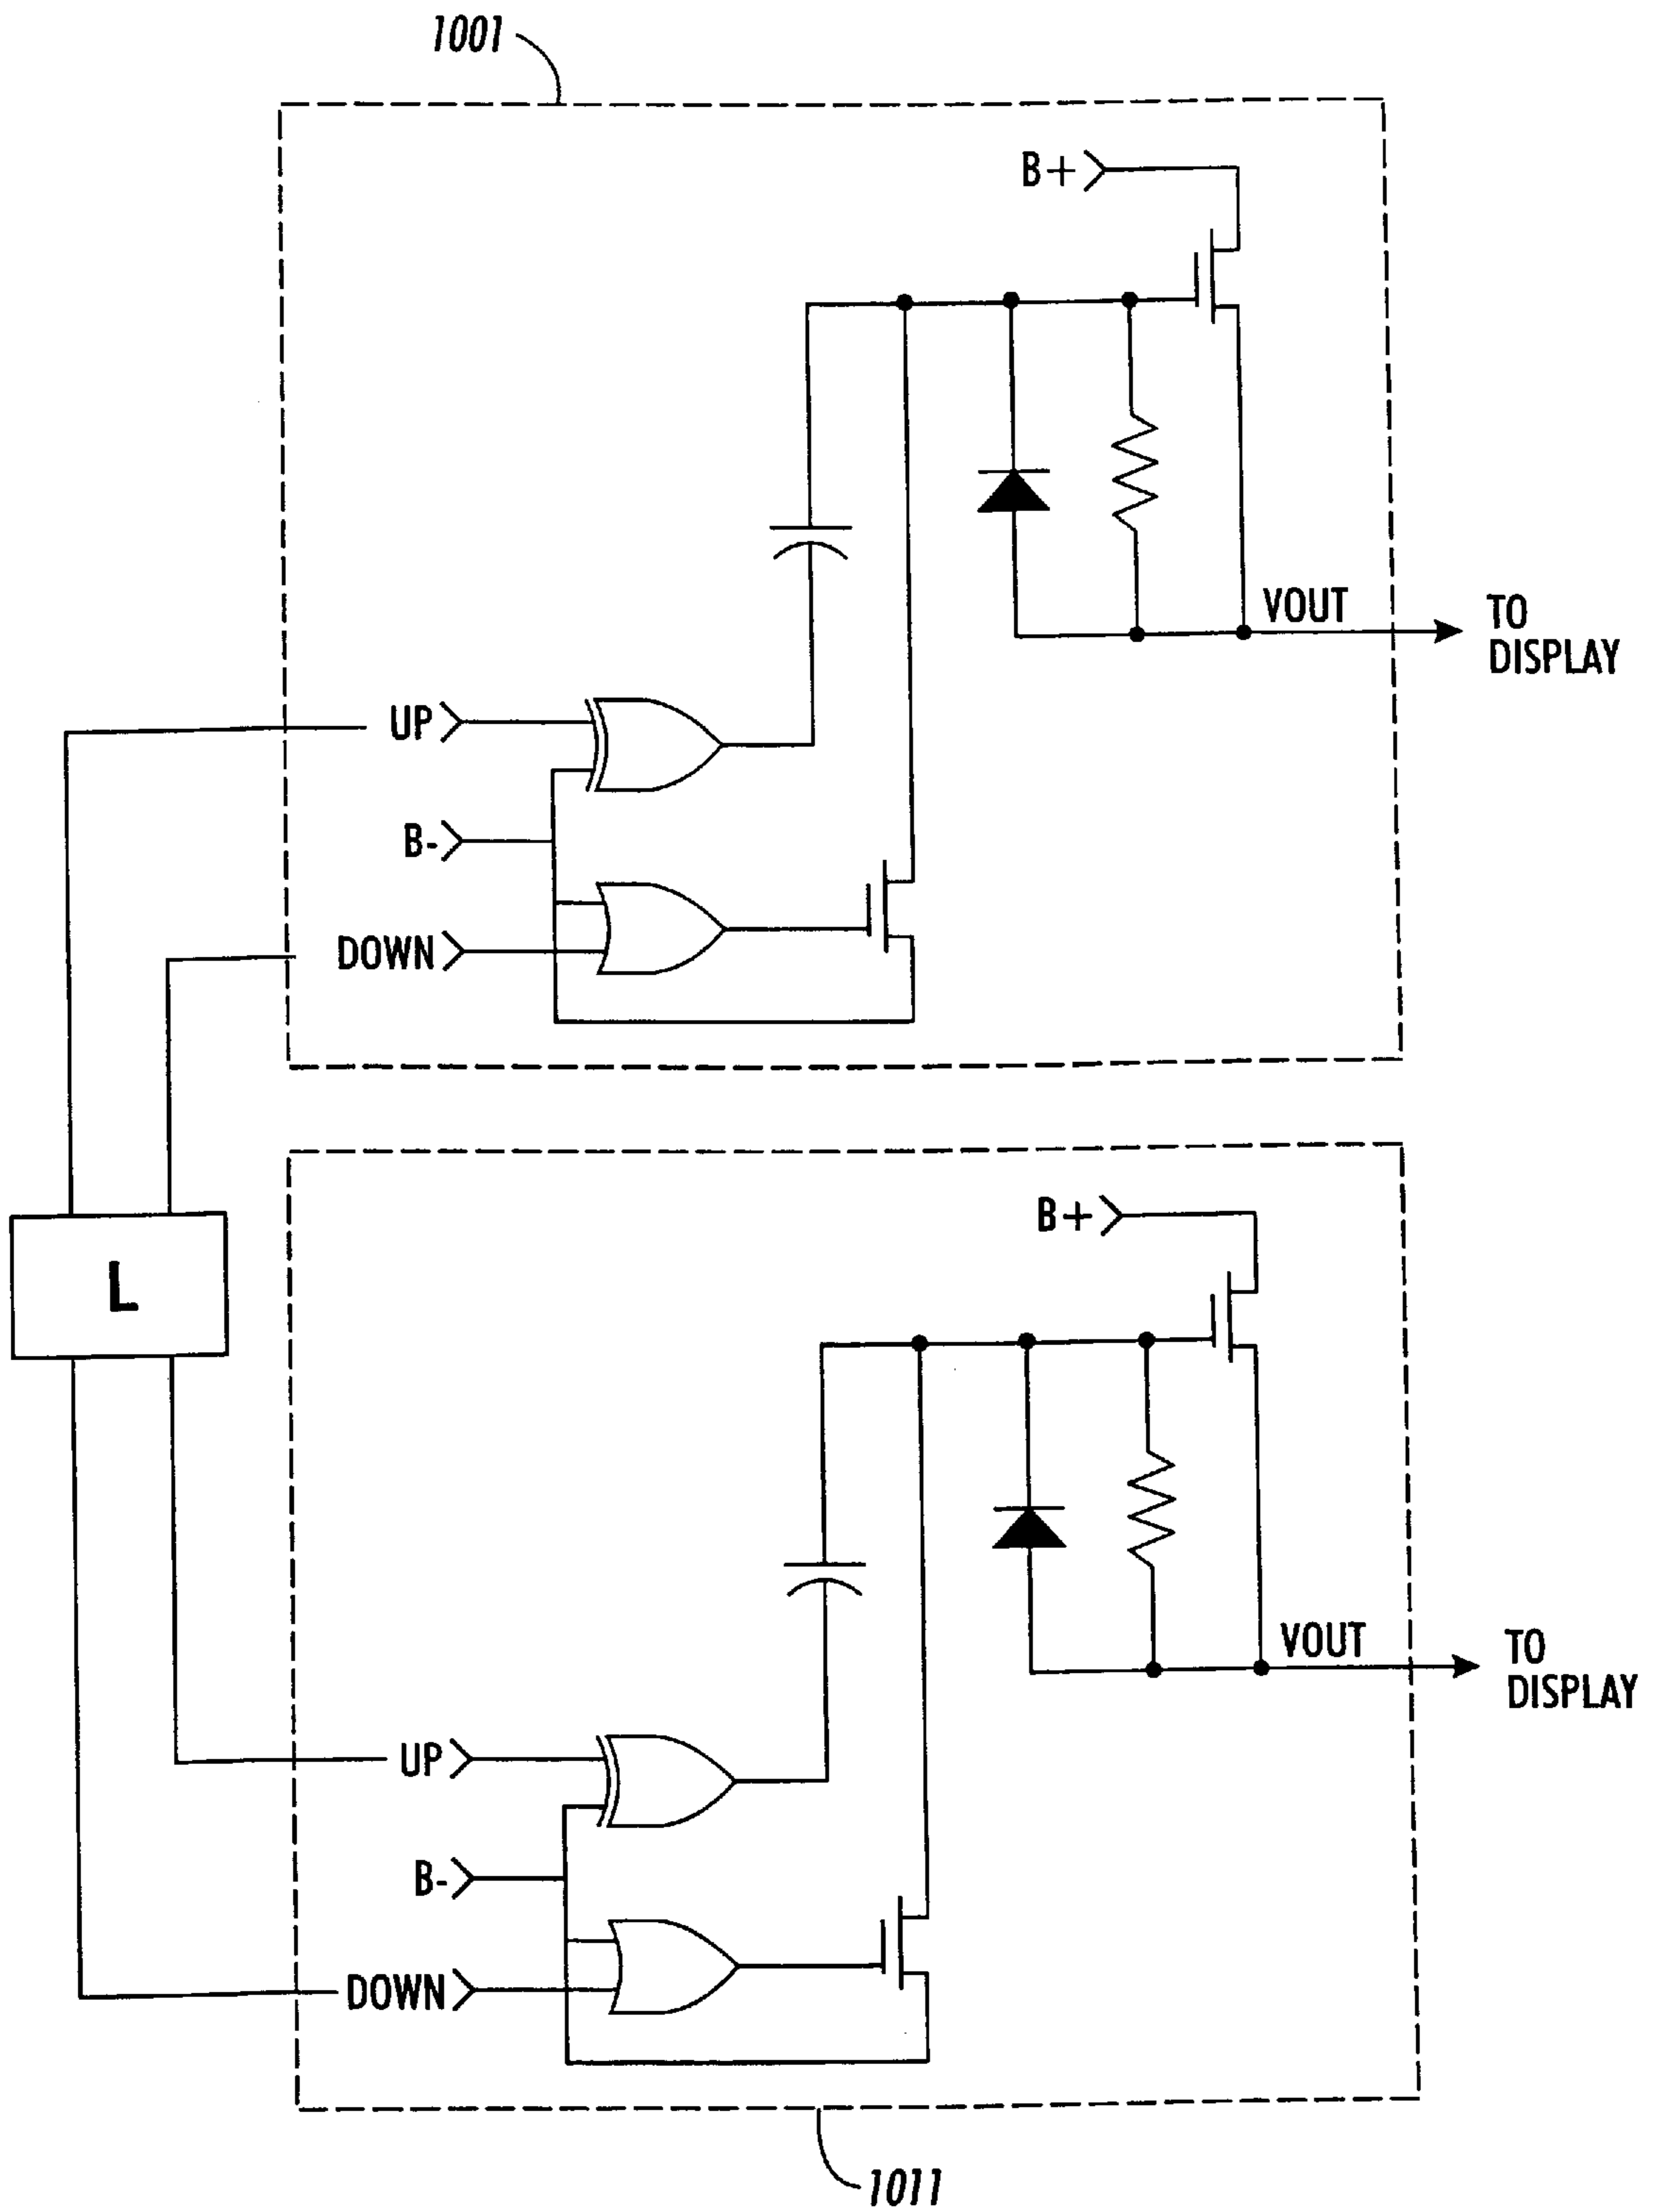 1001
B+
VOUT
TO
DISPLAY
UP
B-
DOWN
L
B+
VOUT
TO
DISPLAY
UP
B-
DOWN
1011